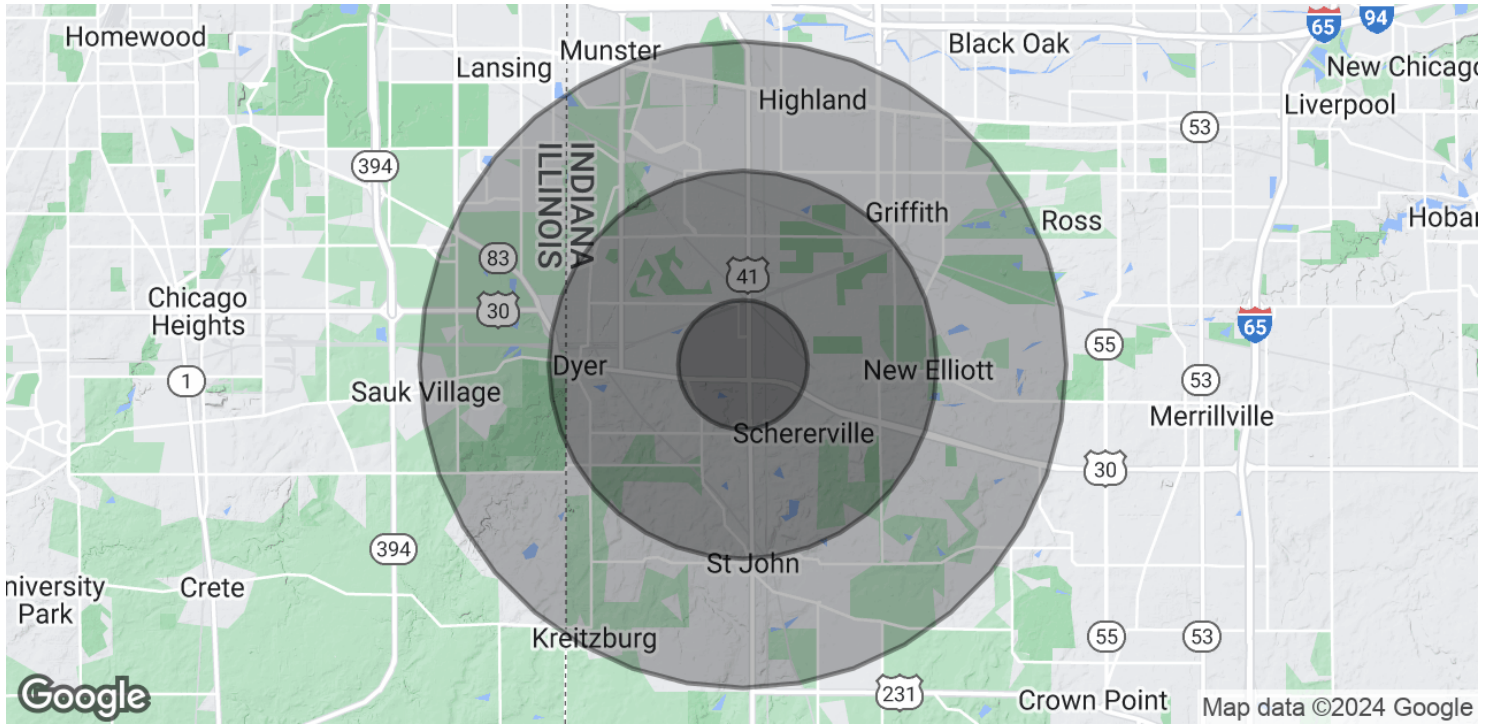 Homewood
Munster
Lansing
Black Oak
65
94
New Chicago
Highland
Liverpool
53
394
INDIANA
ILLINOIS
Griffith
Ross
Hobar
83
41
30
Chicago
Heights
65
55
1
Dyer
New Elliott
53
Sauk Village
Merrillville
Schererville
30
394
St John
niversity
Park
Crete
Kreitzburg
55
53
231
Crown Point
Google
Map data ©2024 Google